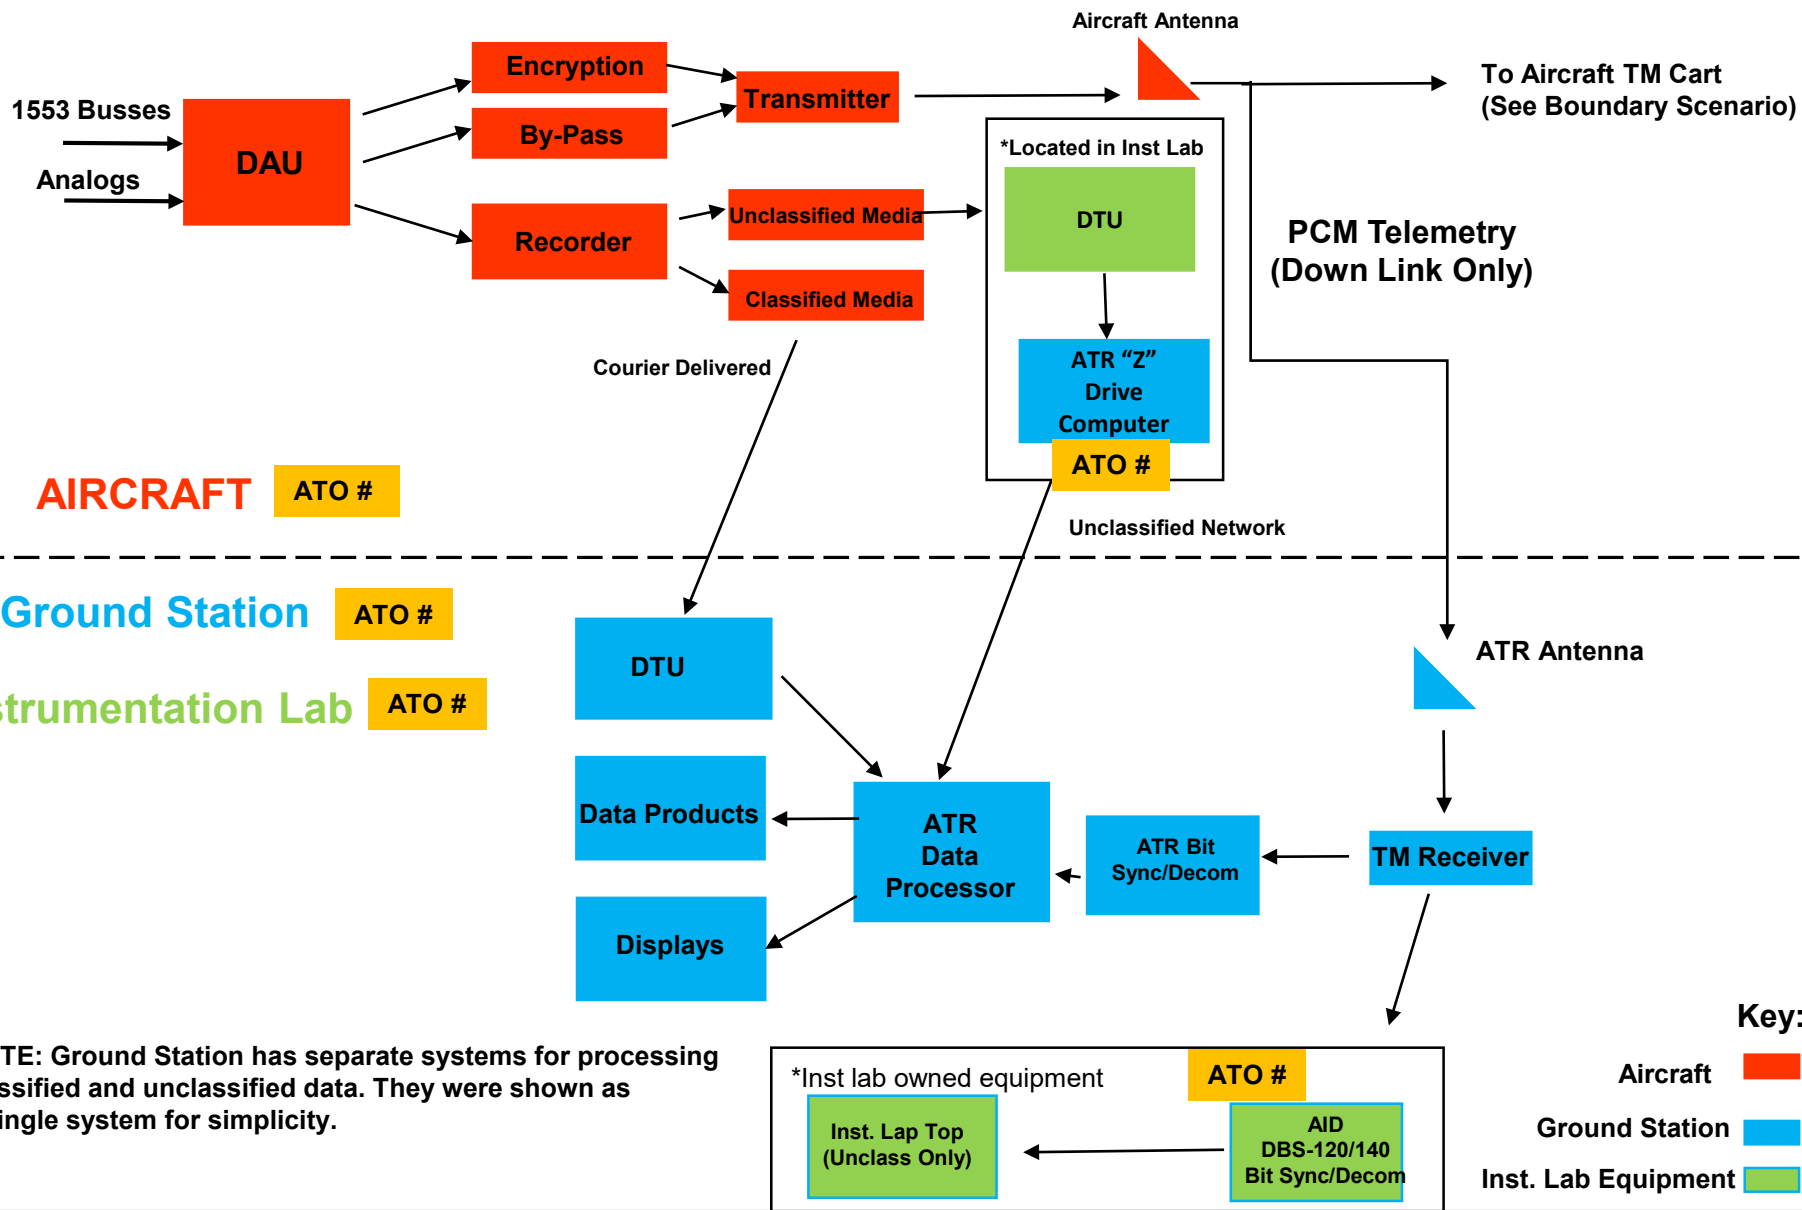 Aircraft Antenna
To Aircraft TM Cart
(See Boundary Scenario)
1553 Busses
Analogs
DAU
Encryption
By-Pass
Transmitter
Recorder
Unclassified Media
Classified Media
*Located in Inst Lab
DTU
ATR “Z”
Drive
Computer
ATO #
PCM Telemetry
(Down Link Only)
Courier Delivered
Unclassified Network
AIRCRAFT
ATO #
Ground Station
ATO #
strumentation Lab
ATO #
DTU
Data Products
Displays
ATR
Data
Processor
ATR Bit
Sync/Decom
TM Receiver
ATR Antenna
TE: Ground Station has separate systems for processing
ssified and unclassified data. They were shown as
ingle system for simplicity.
*Inst lab owned equipment
ATO #
Inst. Lap Top
(Unclass Only)
AID
DBS-120/140
Bit Sync/Decom
Key:
Aircraft
Ground Station
Inst. Lab Equipment